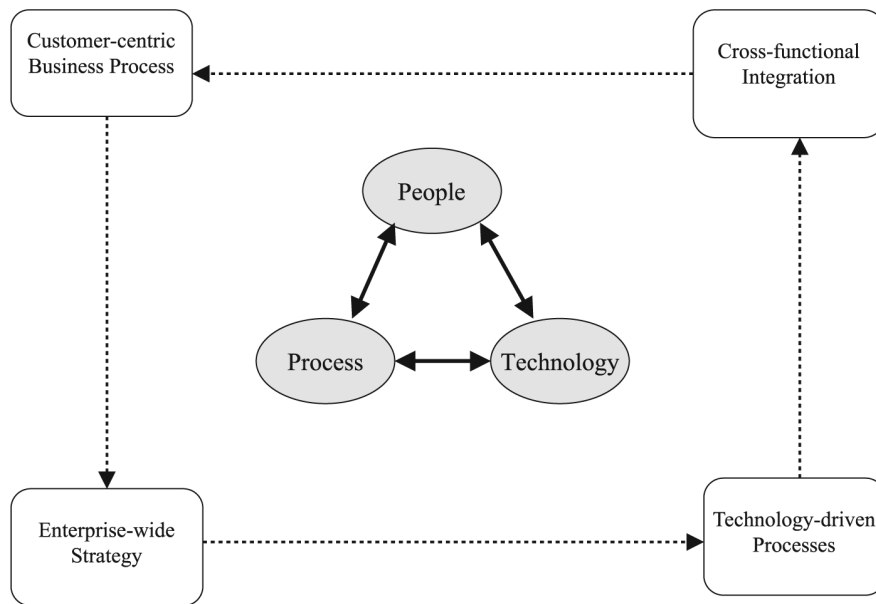 Customer-centric
Business Process
Cross-functional
Integration
People
Process
Technology
Enterprise-wide
Strategy
Technology-driven
Processes